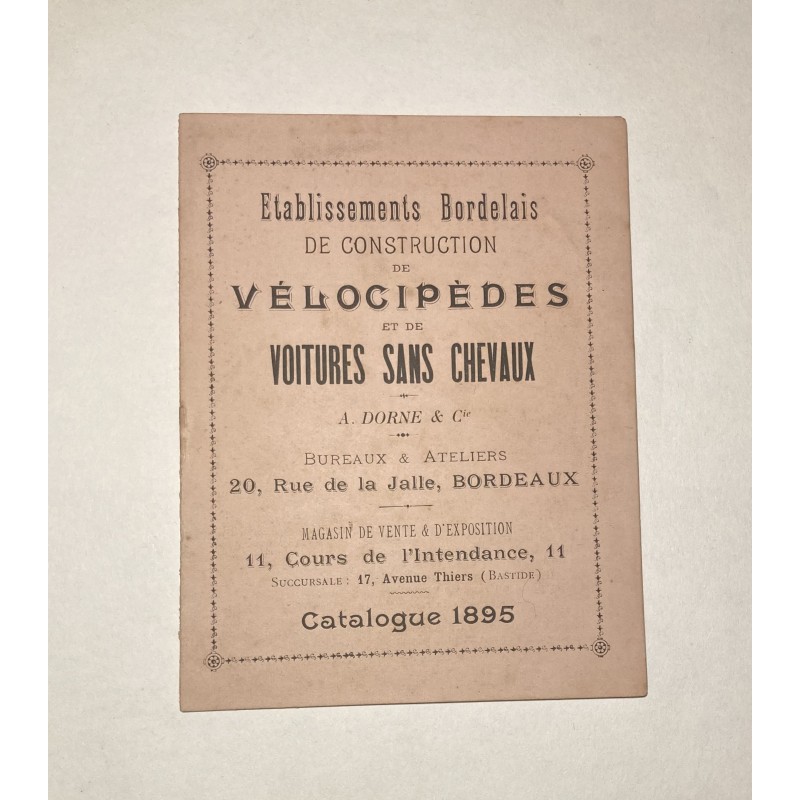 Etablissements Bordelais
DE CONSTRUCTION
DE
VÉLOCIPÈDES
ET DE
VOITURES SANS CHEVAUX
A. DORNE & Cie
BUREAUX & ATELIERS
20, Rue de la Jalle, BORDEAUX
MAGASIN DE VENTE & D'EXPOSITION
11, Cours de l'Intendance, 11
SUCCURSALE : 17, Avenue Thiers (BASTIDE)
Catalogue 1895